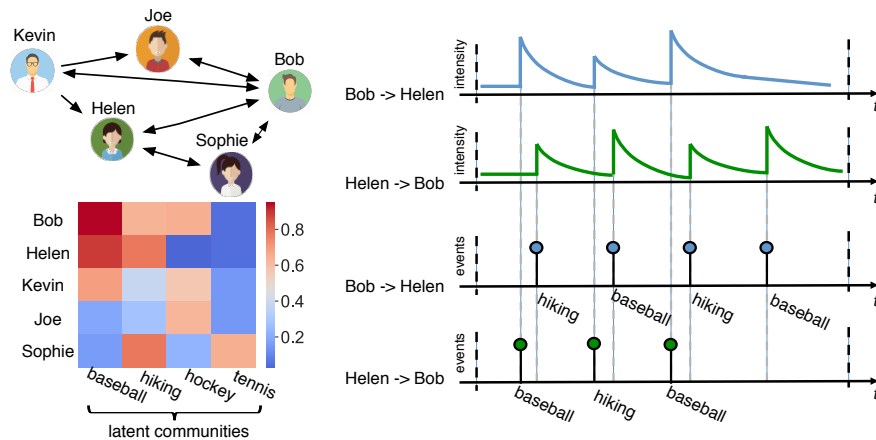 Joe
Kevin
Bob
Helen
Sophie
Bob
Helen
Kevin
Joe
Sophie
0.8
0.6
0.4
0.2
baseball
hiking
hockey
tennis
latent communities
intensity
Bob -> Helen
t
intensity
Helen -> Bob
t
events
Bob -> Helen
t
hiking
baseball
hiking
baseball
events
Helen -> Bob
t
baseball
hiking
baseball